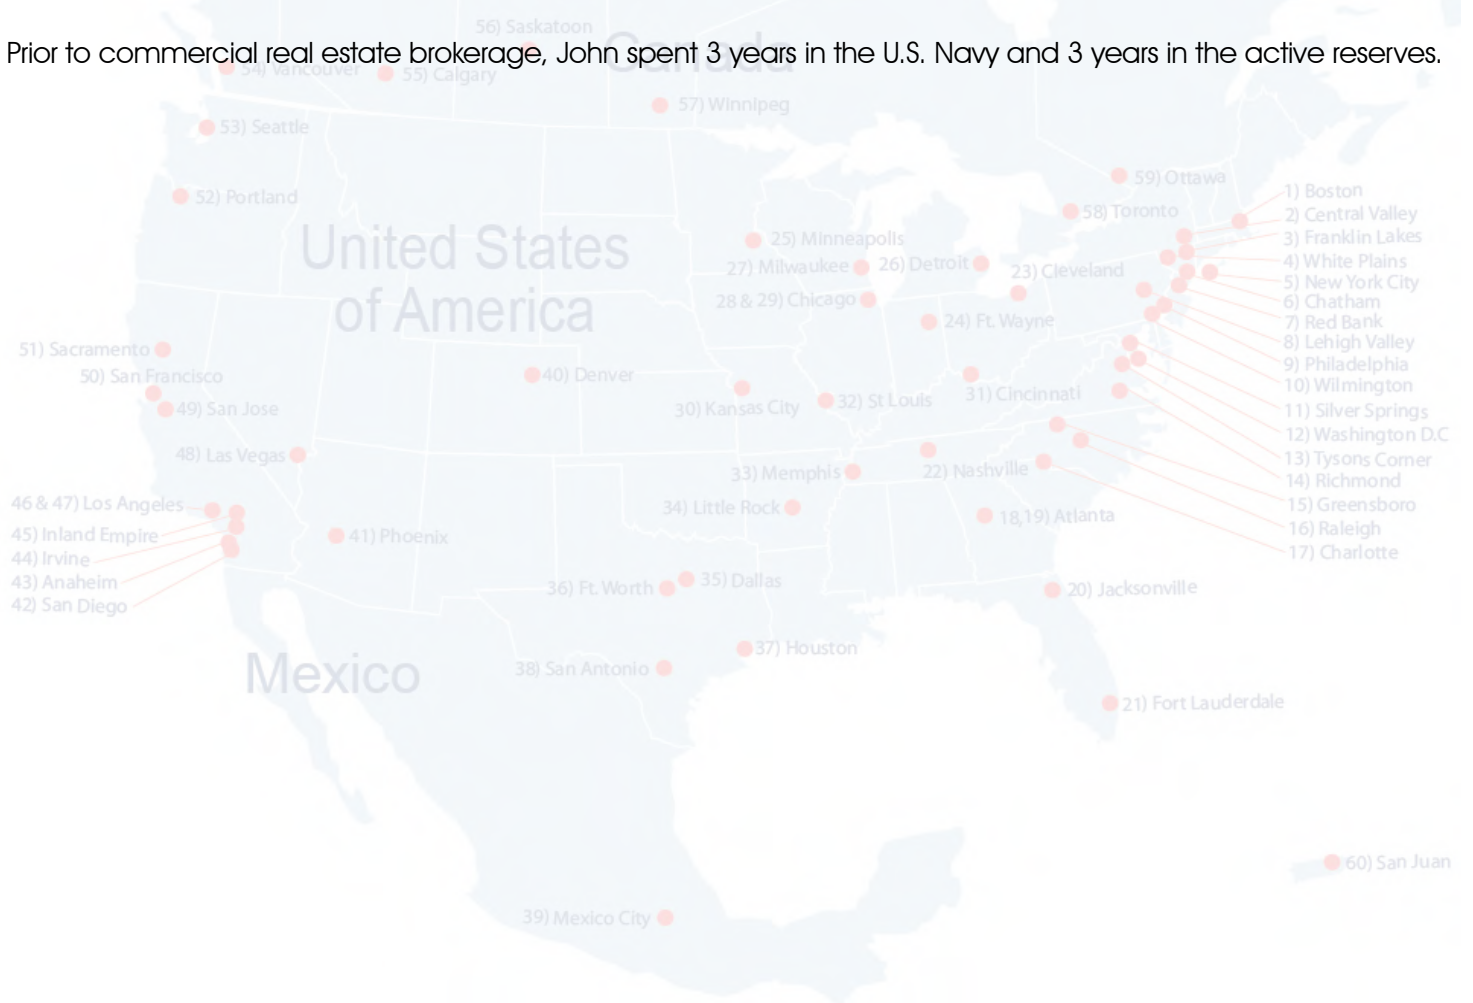 56) Saskatoon
Canada
Prior to commercial real estate brokerage, John spent 3 years in the U.S. Navy and 3 years in the active reserves.
54) Vancouver
55) Calgary
57) Winnipeg
53) Seattle
59) Ottawa
52) Portland
58) Toronto
1) Boston
2) Central Valley
3) Franklin Lakes
4) White Plains
5) New York City
6) Chatham
7) Red Bank
8) Lehigh Valley
9) Philadelphia
10) Wilmington
11) Silver Springs
12) Washington D.C
13) Tysons Corner
14) Richmond
15) Greensboro
16) Raleigh
17) Charlotte
United States
of America
25) Minneapolis
27) Milwaukee
26) Detroit
23) Cleveland
28 & 29) Chicago
24) Ft. Wayne
51) Sacramento
50) San Francisco
49) San Jose
40) Denver
30) Kansas City
32) St Louis
31) Cincinnati
48) Las Vegas
33) Memphis
22) Nashville
46 & 47) Los Angeles
45) Inland Empire
44) Irvine
43) Anaheim
42) San Diego
41) Phoenix
34) Little Rock
18,19) Atlanta
36) Ft. Worth
35) Dallas
20) Jacksonville
37) Houston
38) San Antonio
Mexico
21) Fort Lauderdale
60) San Juan
39) Mexico City